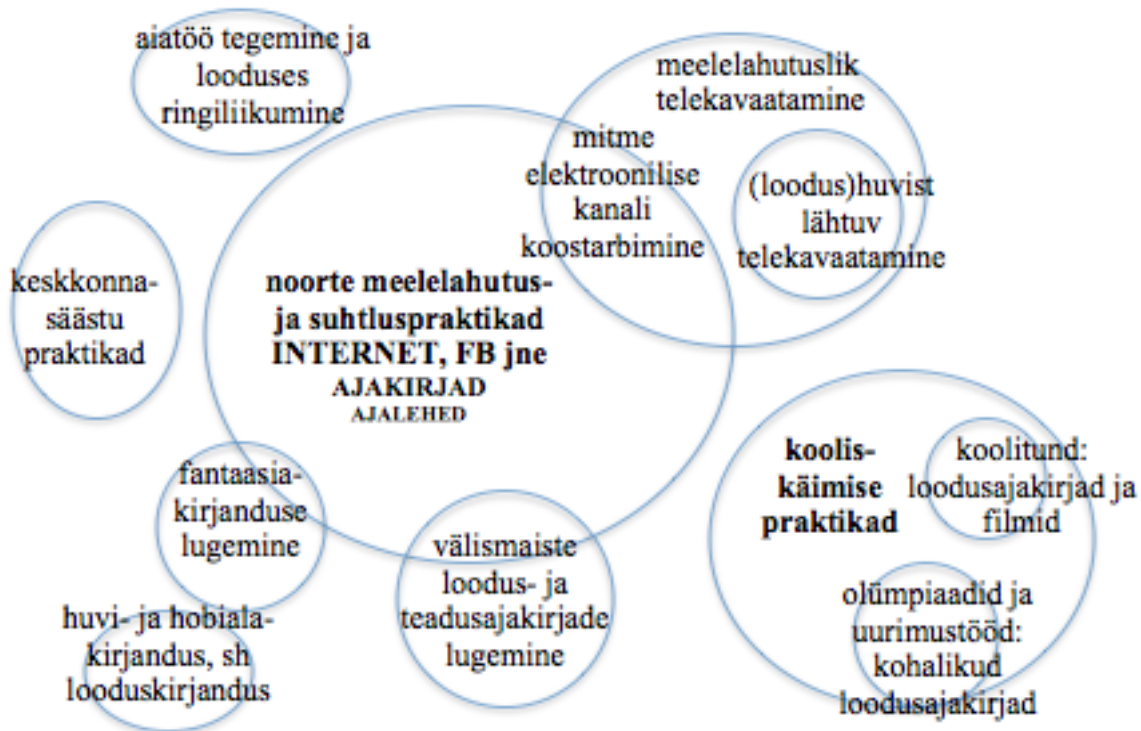 aiatöö tegemine ja
looduses
ringiliikumine
meelelahutuslik
telekavaatamine
mitme
elektroonilise
kanali
koostarbimine
(loodus)huvist
lähtuv
telekavaatamine
keskkonna-
säästu
praktikad
noorte meelelahutus-
ja suhtluspraktikad
INTERNET, FB jne
AJAKIRJAD
AJALEHED
koolis-
käimise
praktikad
koolitund:
loodusajakirjad ja
filmid
fantaasia-
kirjanduse
lugemine
välismaiste
loodus- ja
teadusajakirjade
lugemine
olümpiaadid ja
uurimustööd:
kohalikud
loodusajakirjad
huvi- ja hobiala-
kirjandus, sh
looduskirjandus